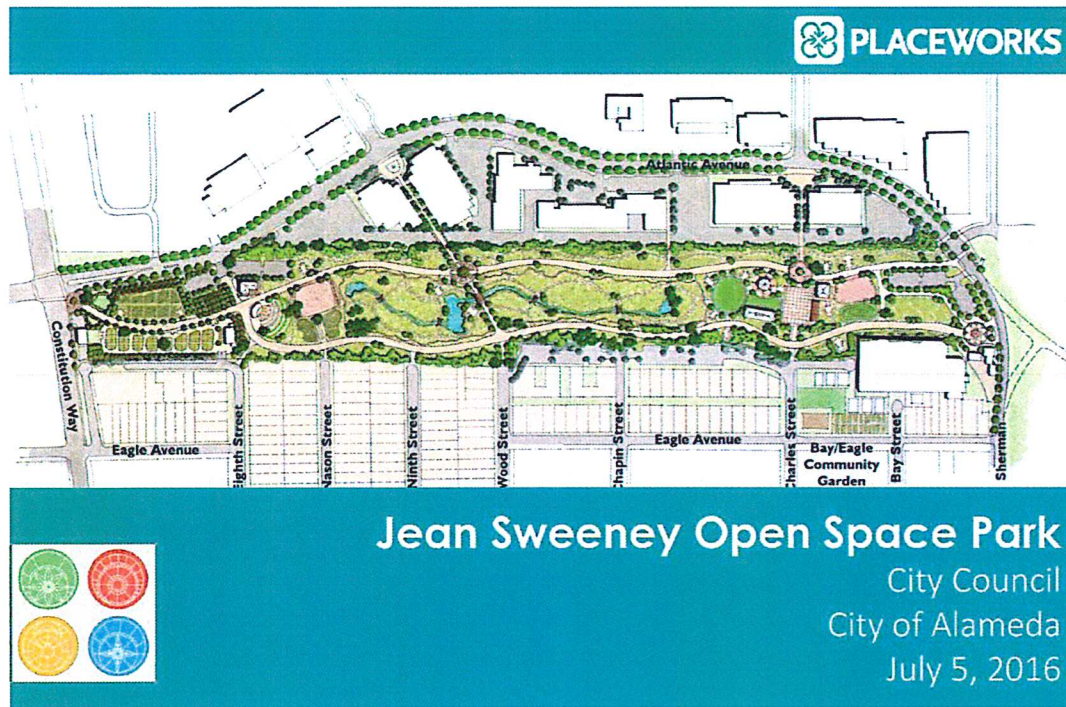 PLACEWORKS
Atlantic Avenue
Constitution Way
Eagle Avenue
Eighth Street
Nason Street
Ninth Street
Wood Street
Chapin Street
Eagle Avenue
Charles Street
Bay/Eagle
Community
Garden
Bay Street
Sherman
Jean Sweeney Open Space Park
City Council
City of Alameda
July 5, 2016